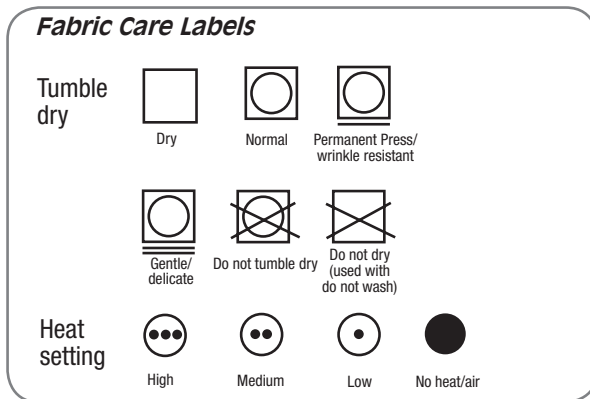 Fabric Care Labels
Tumble
dry
Dry
Normal
Permanent Press/
wrinkle resistant
Gentle/
delicate
Do not tumble dry
Do not dry
(used with
do not wash)
Heat
setting
High
Medium
Low
No heat/air